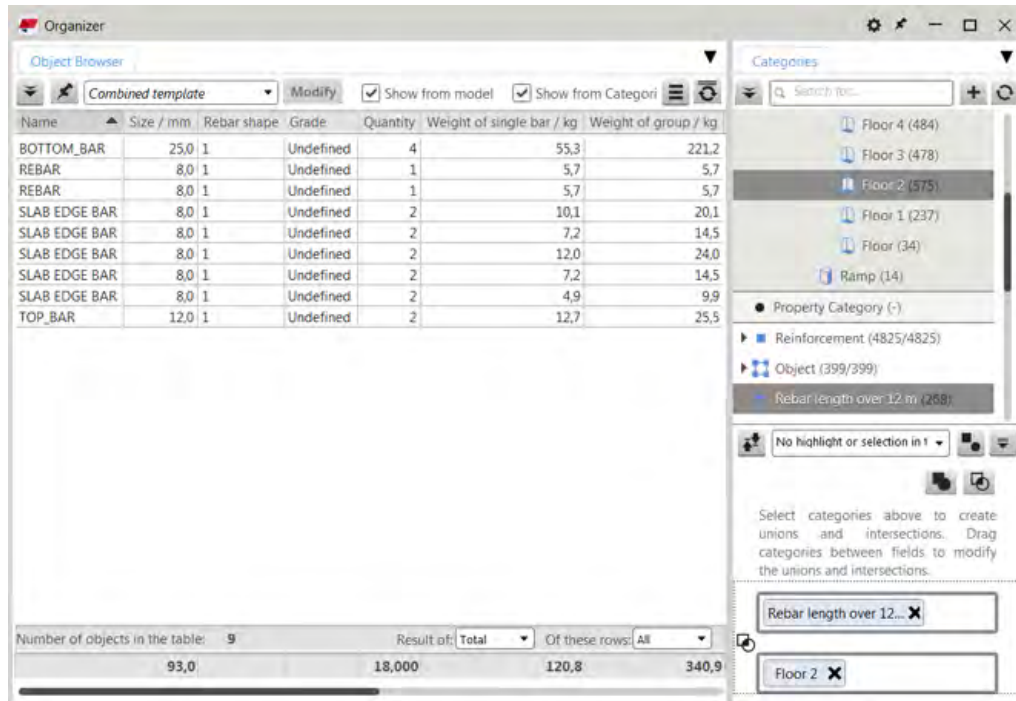 Organizer
Object Browser
Combined template
Modify
Show from model
Show from Categori
Name Size / mm Rebar shape Grade Quantity Weight of single bar / kg Weight of group / kg
BOTTOM_BAR 25,0 1 Undefined 4 55,3 221,2
REBAR 8,0 1 Undefined 1 5,7 5,7
REBAR 8,0 1 Undefined 1 5,7 5,7
SLAB EDGE BAR 8,0 1 Undefined 2 10,1 20,1
SLAB EDGE BAR 8,0 1 Undefined 2 7,2 14,5
SLAB EDGE BAR 8,0 1 Undefined 2 12,0 24,0
SLAB EDGE BAR 8,0 1 Undefined 2 7,2 14,5
SLAB EDGE BAR 8,0 1 Undefined 2 4,9 9,9
TOP_BAR 12,0 1 Undefined 2 12,7 25,5
Number of objects in the table: 9 Result of: Total Of these rows: All
93,0 18,000 120,8 340,9
Categories
Search for...
Floor 4 (484)
Floor 3 (478)
Floor 2 (575)
Floor 1 (237)
Floor (34)
Ramp (14)
Property Category (-)
Reinforcement (4825/4825)
Object (399/399)
Rebar length over 12 m (268)
No highlight or selection in t
Select categories above to create
unions and intersections. Drag
categories between fields to modify
the unions and intersections.
Rebar length over 12...
Floor 2